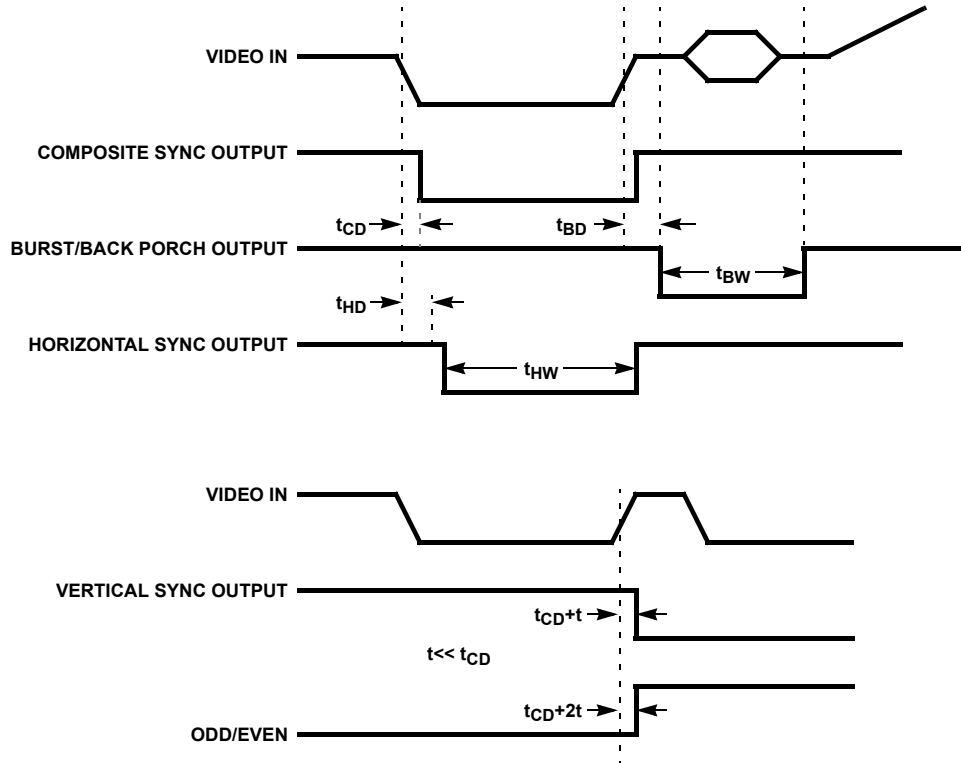 VIDEO IN
COMPOSITE SYNC OUTPUT
tCD
tBD
BURST/BACK PORCH OUTPUT
tBW
tHD
HORIZONTAL SYNC OUTPUT
tHW
VIDEO IN
VERTICAL SYNC OUTPUT
tCD+t
t<< tCD
tCD+2t
ODD/EVEN